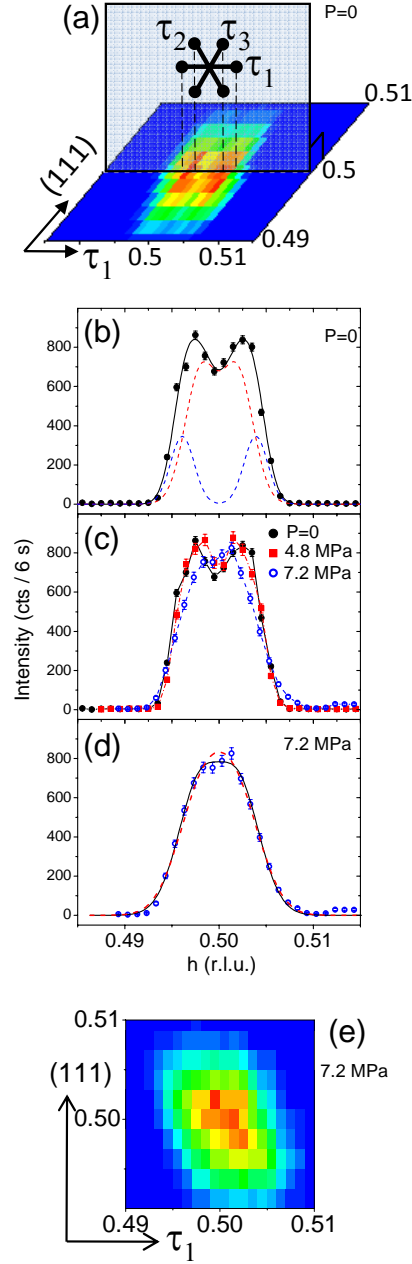 (a)
P=0
τ2 τ3
τ1
0.51
0.5
0.49
(111)
τ1 0.5 0.51
(b)
P=0
800
600
400
200
0
(c)
P=0
4.8 MPa
7.2 MPa
800
600
400
200
0
Intensity (cts / 6 s)
(d)
7.2 MPa
800
600
400
200
0
0.49 0.50 0.51
h (r.l.u.)
(e)
7.2 MPa
0.51
(111)
0.50
0.49 0.50 0.51
τ1